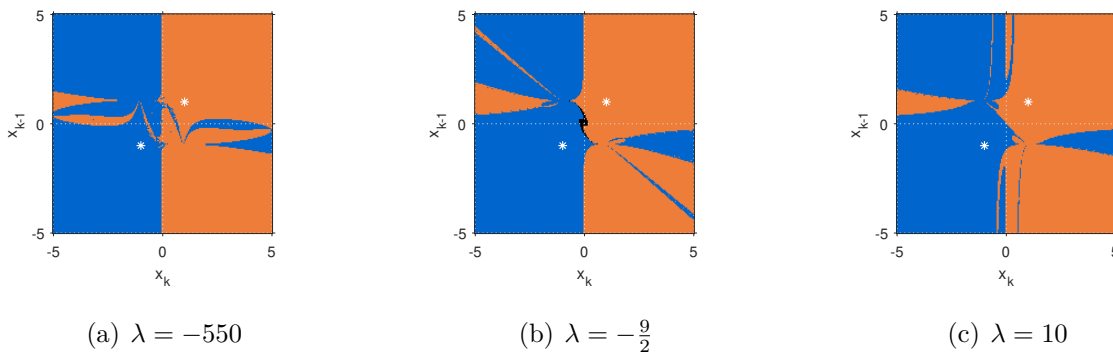 5 5 5
x_{k-1} 0 x_{k-1} 0 x_{k-1} 0
-5 -5 -5
-5 0 5 -5 0 5 -5 0 5
x_k x_k x_k
(a) λ = −550 (b) λ = −\frac{9}{2} (c) λ = 10